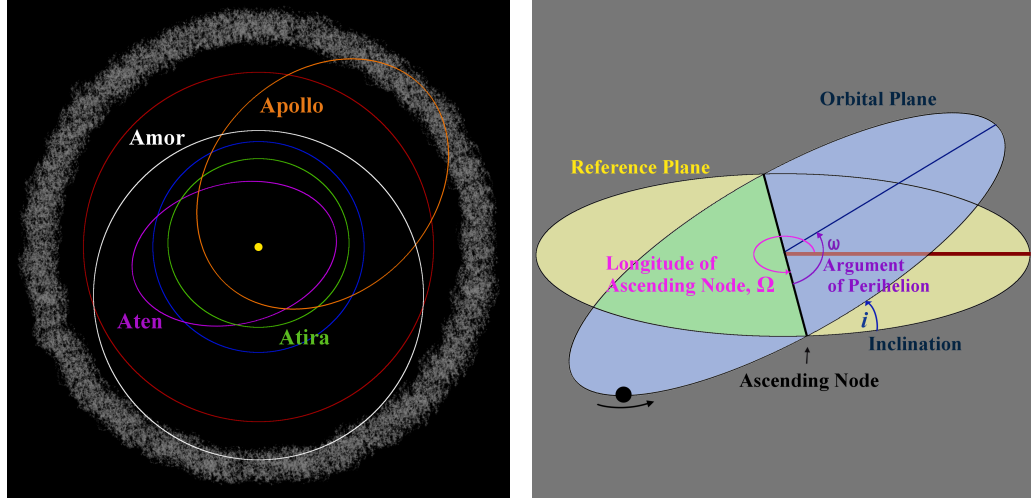 Apollo
Amor
Aten
Atira
Orbital Plane
Reference Plane
ω
Longitude of
Ascending Node, Ω
Argument
of Perihelion
i
Inclination
Ascending Node